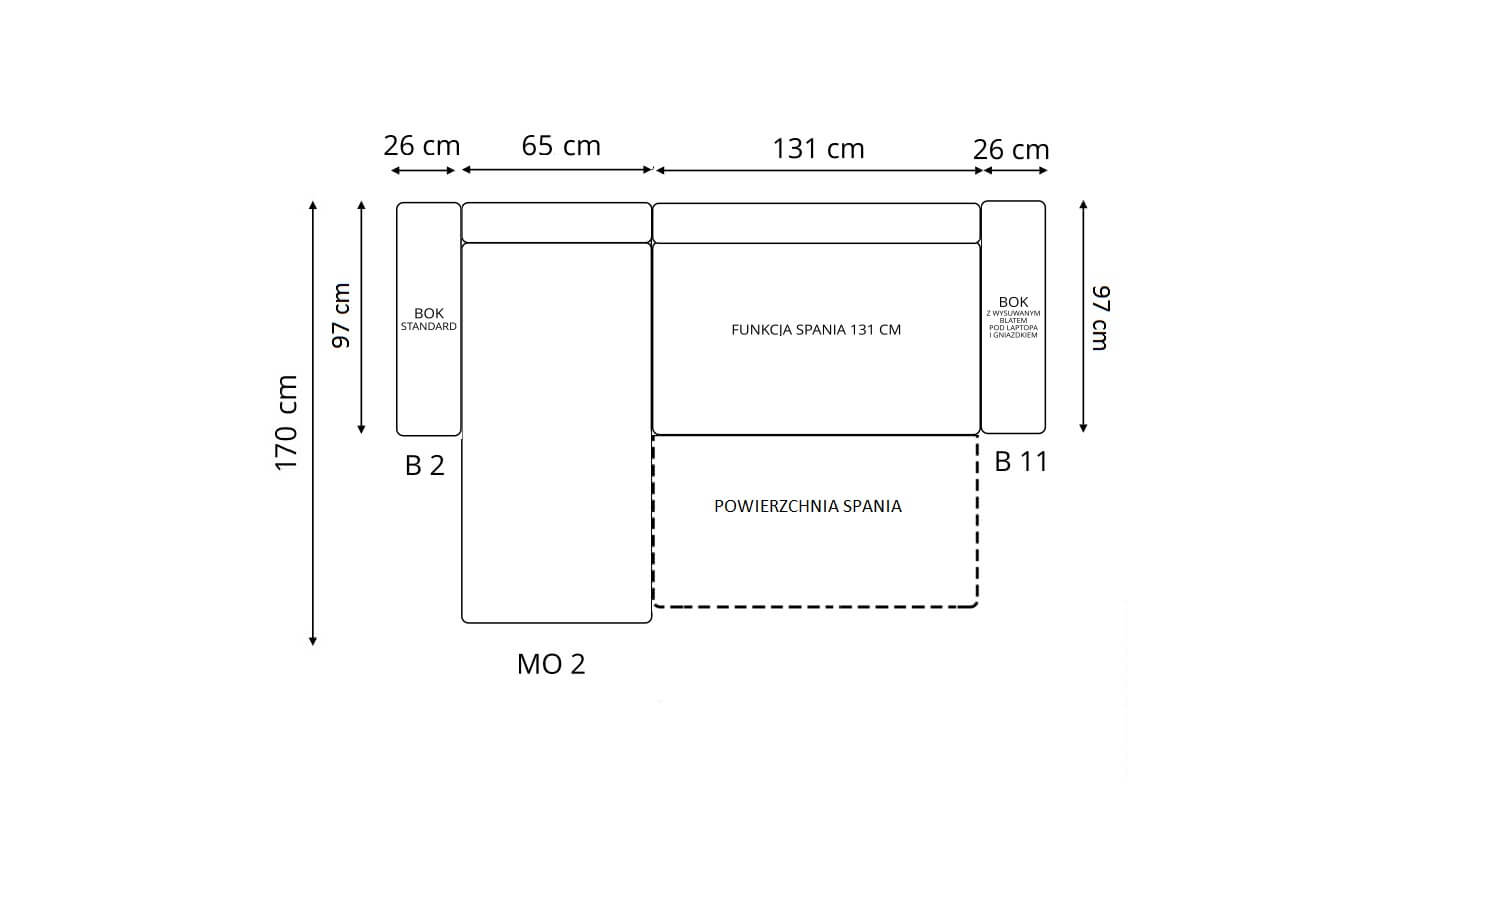 26 cm
65 cm
131 cm
26 cm
170 cm
97 cm
BOK
STANDARD
FUNKCJA SPANIA 131 CM
BOK
Z WYSUWANYM
BLATEM
POD LAPTOPA
I GNIAZDKIEM
97 cm
B 2
B 11
POWIERZCHNIA SPANIA
MO 2